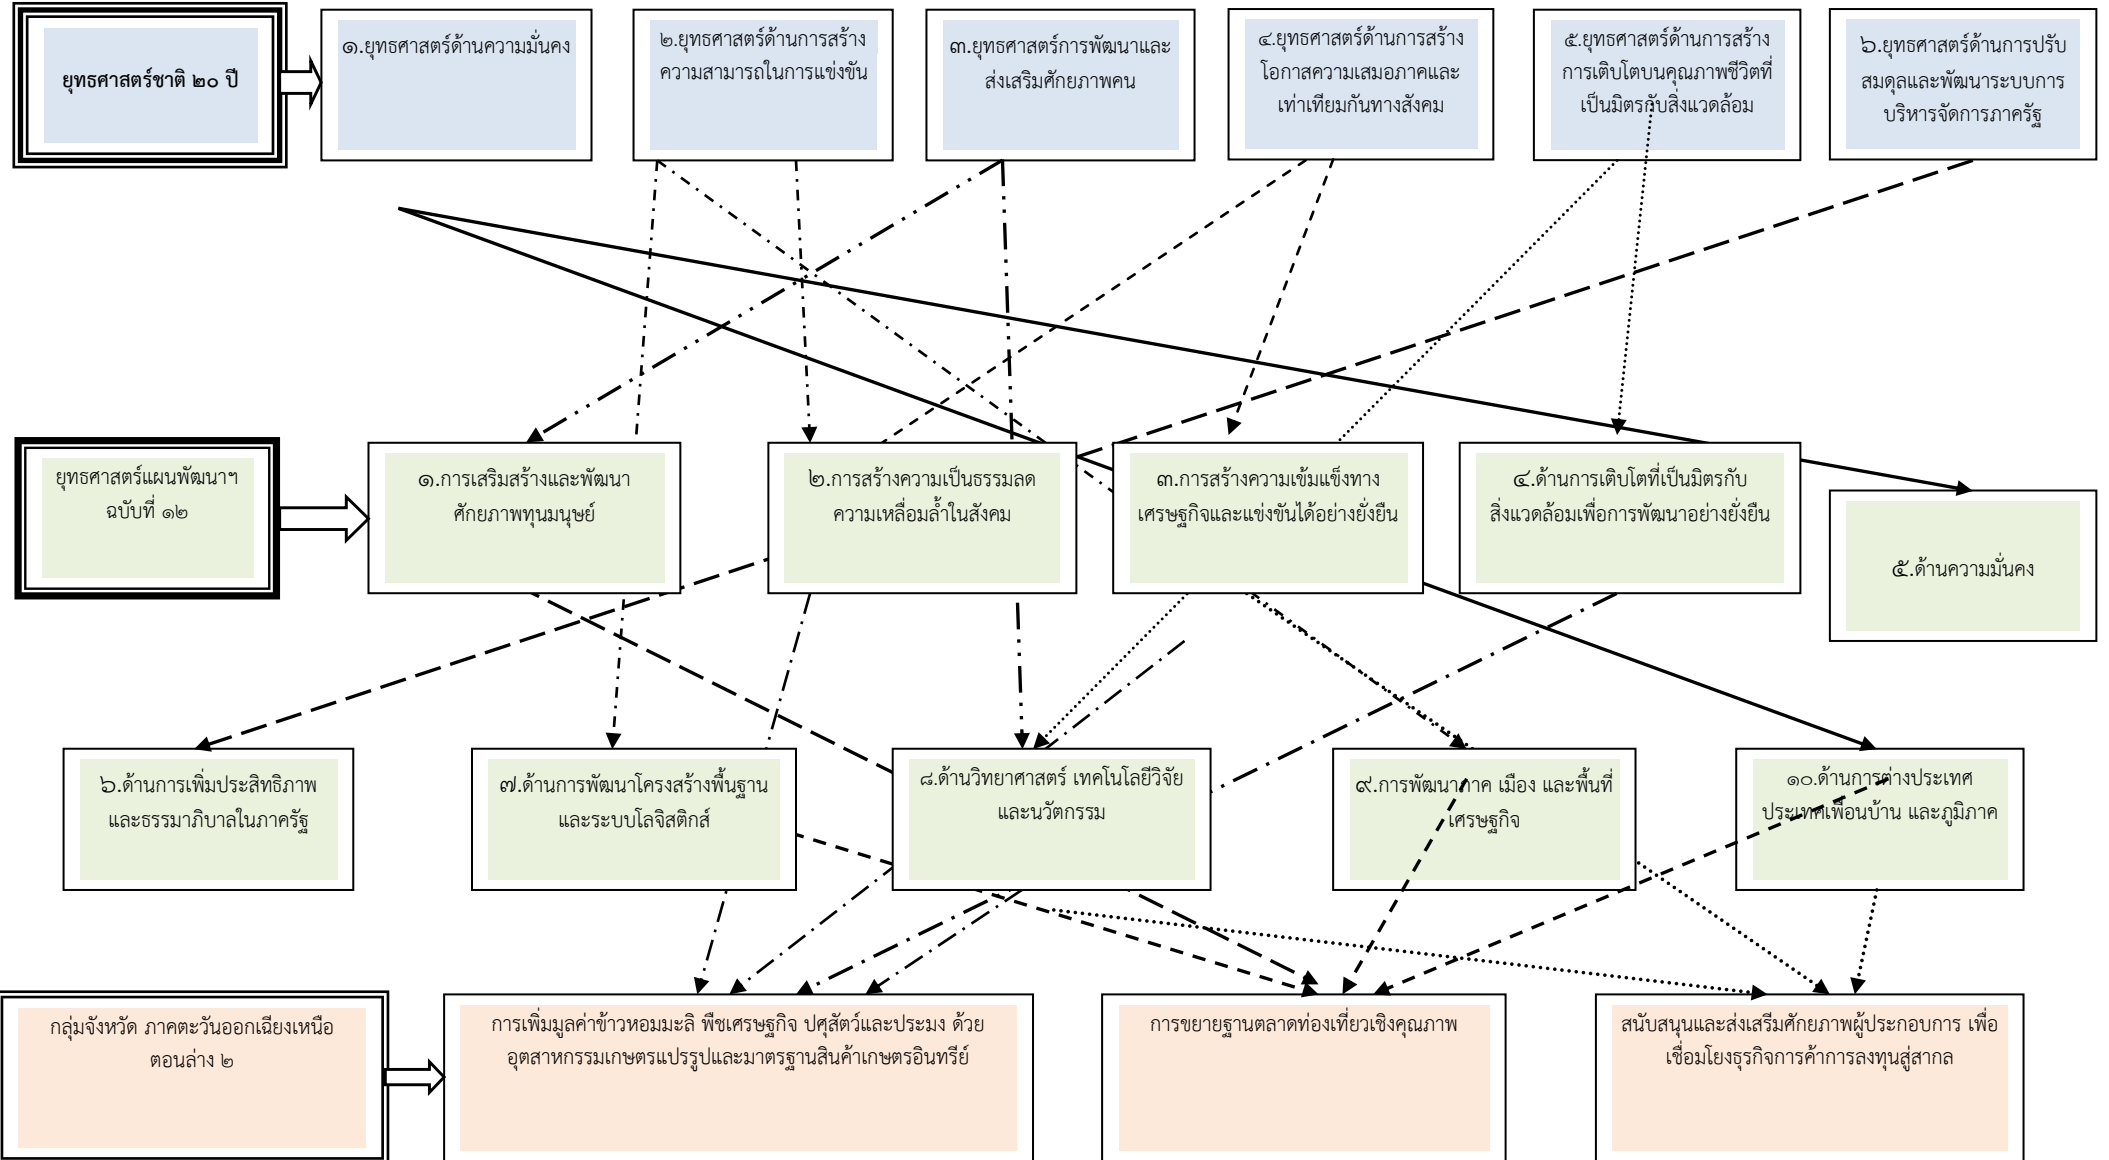 ยุทธศาสตร์ชาติ ๒๐ ปี
๑.ยุทธศาสตร์ด้านความมั่นคง
๒.ยุทธศาสตร์ด้านการสร้าง
ความสามารถในการแข่งขัน
๓.ยุทธศาสตร์การพัฒนาและ
ส่งเสริมศักยภาพคน
๔.ยุทธศาสตร์ด้านการสร้าง
โอกาสความเสมอภาคและ
เท่าเทียมกันทางสังคม
๕.ยุทธศาสตร์ด้านการสร้าง
การเติบโตบนคุณภาพชีวิตที่
เป็นมิตรกับสิ่งแวดล้อม
๖.ยุทธศาสตร์ด้านการปรับ
สมดุลและพัฒนาระบบการ
บริหารจัดการภาครัฐ
ยุทธศาสตร์แผนพัฒนาฯ
ฉบับที่ ๑๒
๑.การเสริมสร้างและพัฒนา
ศักยภาพทุนมนุษย์
๒.การสร้างความเป็นธรรมลด
ความเหลื่อมล้ำในสังคม
๓.การสร้างความเข้มแข็งทาง
เศรษฐกิจและแข่งขันได้อย่างยั่งยืน
๔.ด้านการเติบโตที่เป็นมิตรกับ
สิ่งแวดล้อมเพื่อการพัฒนาอย่างยั่งยืน
๕.ด้านความมั่นคง
๖.ด้านการเพิ่มประสิทธิภาพ
และธรรมาภิบาลในภาครัฐ
๗.ด้านการพัฒนาโครงสร้างพื้นฐาน
และระบบโลจิสติกส์
๘.ด้านวิทยาศาสตร์ เทคโนโลยีวิจัย
และนวัตกรรม
๙.การพัฒนาภาค เมือง และพื้นที่
เศรษฐกิจ
๑๐.ด้านการต่างประเทศ
ประเทศเพื่อนบ้าน และภูมิภาค
กลุ่มจังหวัด ภาคตะวันออกเฉียงเหนือ
ตอนล่าง ๒
การเพิ่มมูลค่าข้าวหอมมะลิ พืชเศรษฐกิจ ปศุสัตว์และประมง ด้วย
อุตสาหกรรมเกษตรแปรรูปและมาตรฐานสินค้าเกษตรอินทรีย์
การขยายฐานตลาดท่องเที่ยวเชิงคุณภาพ
สนับสนุนและส่งเสริมศักยภาพผู้ประกอบการ เพื่อ
เชื่อมโยงธุรกิจการค้าการลงทุนสู่สากล